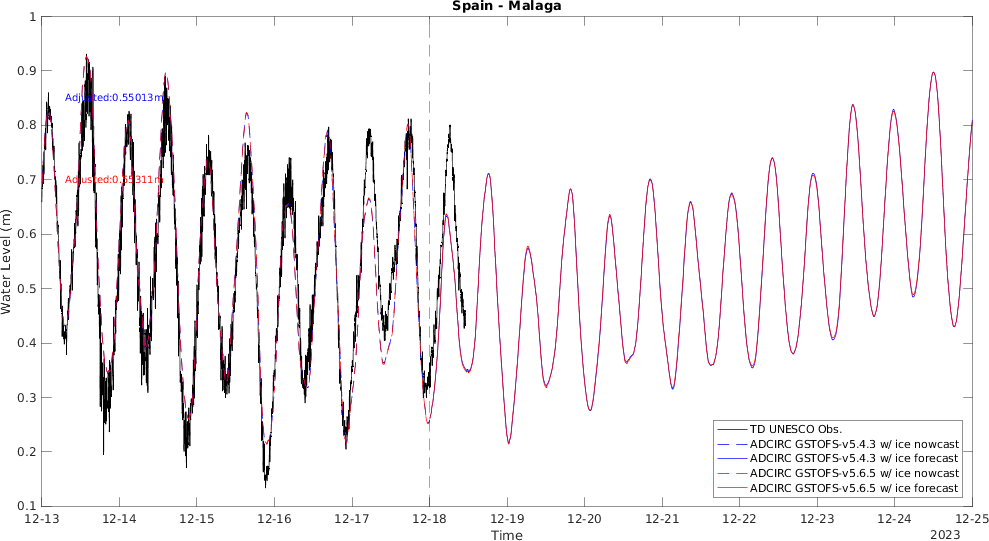 Spain - Malaga
1
0.9
0.8
0.7
0.6
0.5
0.4
0.3
0.2
0.1
Water Level (m)
Adjusted:0.55013m
Adjusted:0.55311m
TD UNESCO Obs.
ADCIRC GSTOFS-v5.4.3 w/ ice nowcast
ADCIRC GSTOFS-v5.4.3 w/ ice forecast
ADCIRC GSTOFS-v5.6.5 w/ ice nowcast
ADCIRC GSTOFS-v5.6.5 w/ ice forecast
12-13 12-14 12-15 12-16 12-17 12-18 12-19 12-20 12-21 12-22 12-23 12-24 12-25
Time
2023